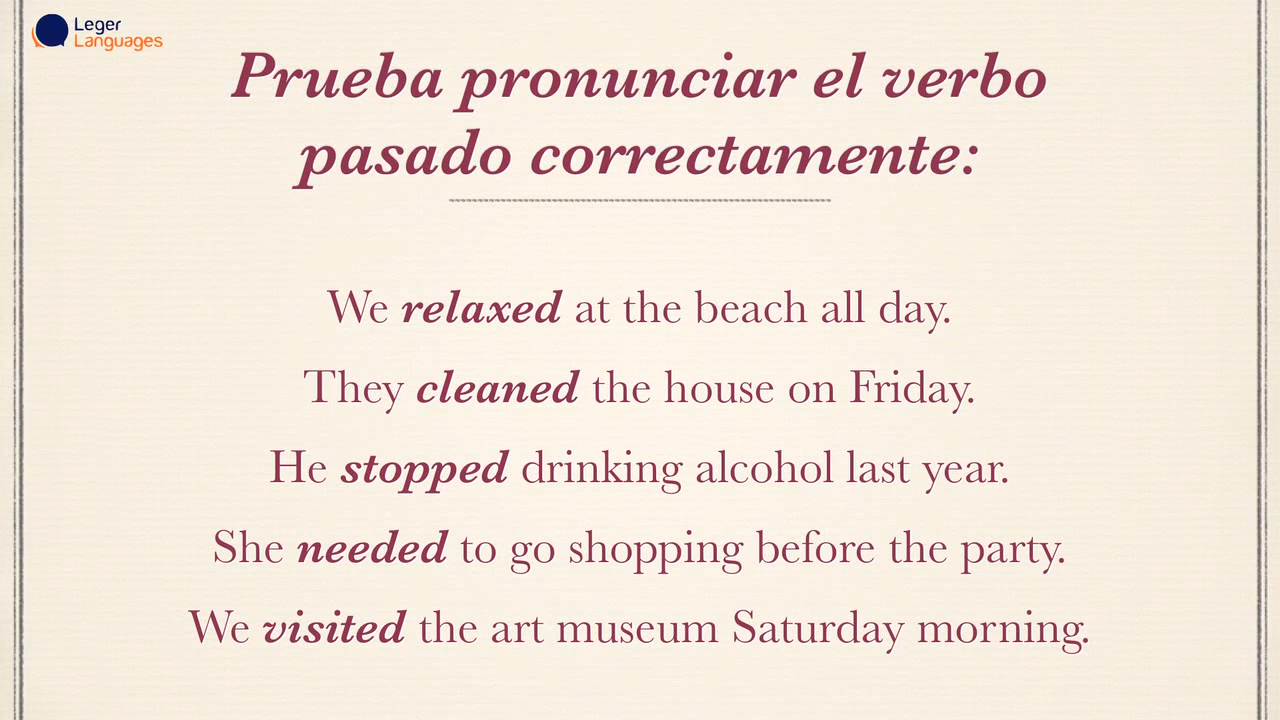 Leger
Languages
Prueba pronunciar el verbo
pasado correctamente:
We relaxed at the beach all day.
They cleaned the house on Friday.
He stopped drinking alcohol last year.
She needed to go shopping before the party.
We visited the art museum Saturday morning.